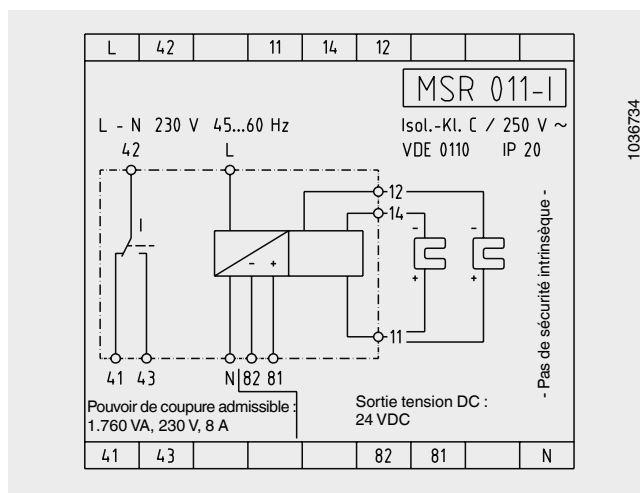 L 42 11 14 12
MSR 011-I
L - N 230 V 45...60 Hz
Isol.-Kl. C / 250 V ~
VDE 0110 IP 20
42 L
12
14
I
- -
- +
+ +
11
41 43 N 82 81
Pouvoir de coupure admissible :
1.760 VA, 230 V, 8 A
Sortie tension DC :
24 VDC
- Pas de sécurité intrinsèque -
41 43 82 81 N
1036734